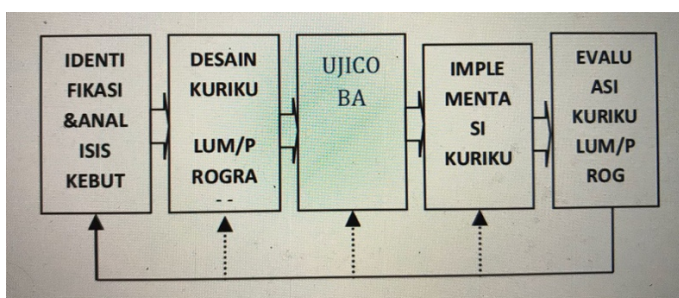 IDENTI
FIKASI
&ANAL
ISIS
KEBUT
DESAIN
KURIKU
LUM/P
ROGRA
--
UJICO
BA
IMPLE
MENTA
SI
KURIKU
EVALU
ASI
KURIKU
LUM/P
ROG